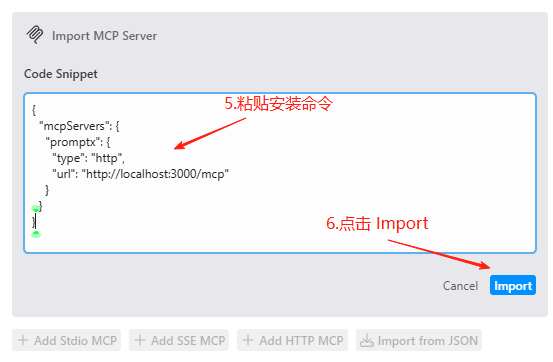 Import MCP Server
Code Snippet
{
"mcpServers": {
"promptx": {
"type": "http",
"url": "http://localhost:3000/mcp"
}
}
}
5.粘贴安装命令
6.点击 Import
Cancel
Import
+ Add Stdio MCP
+ Add SSE MCP
+ Add HTTP MCP
Import from JSON